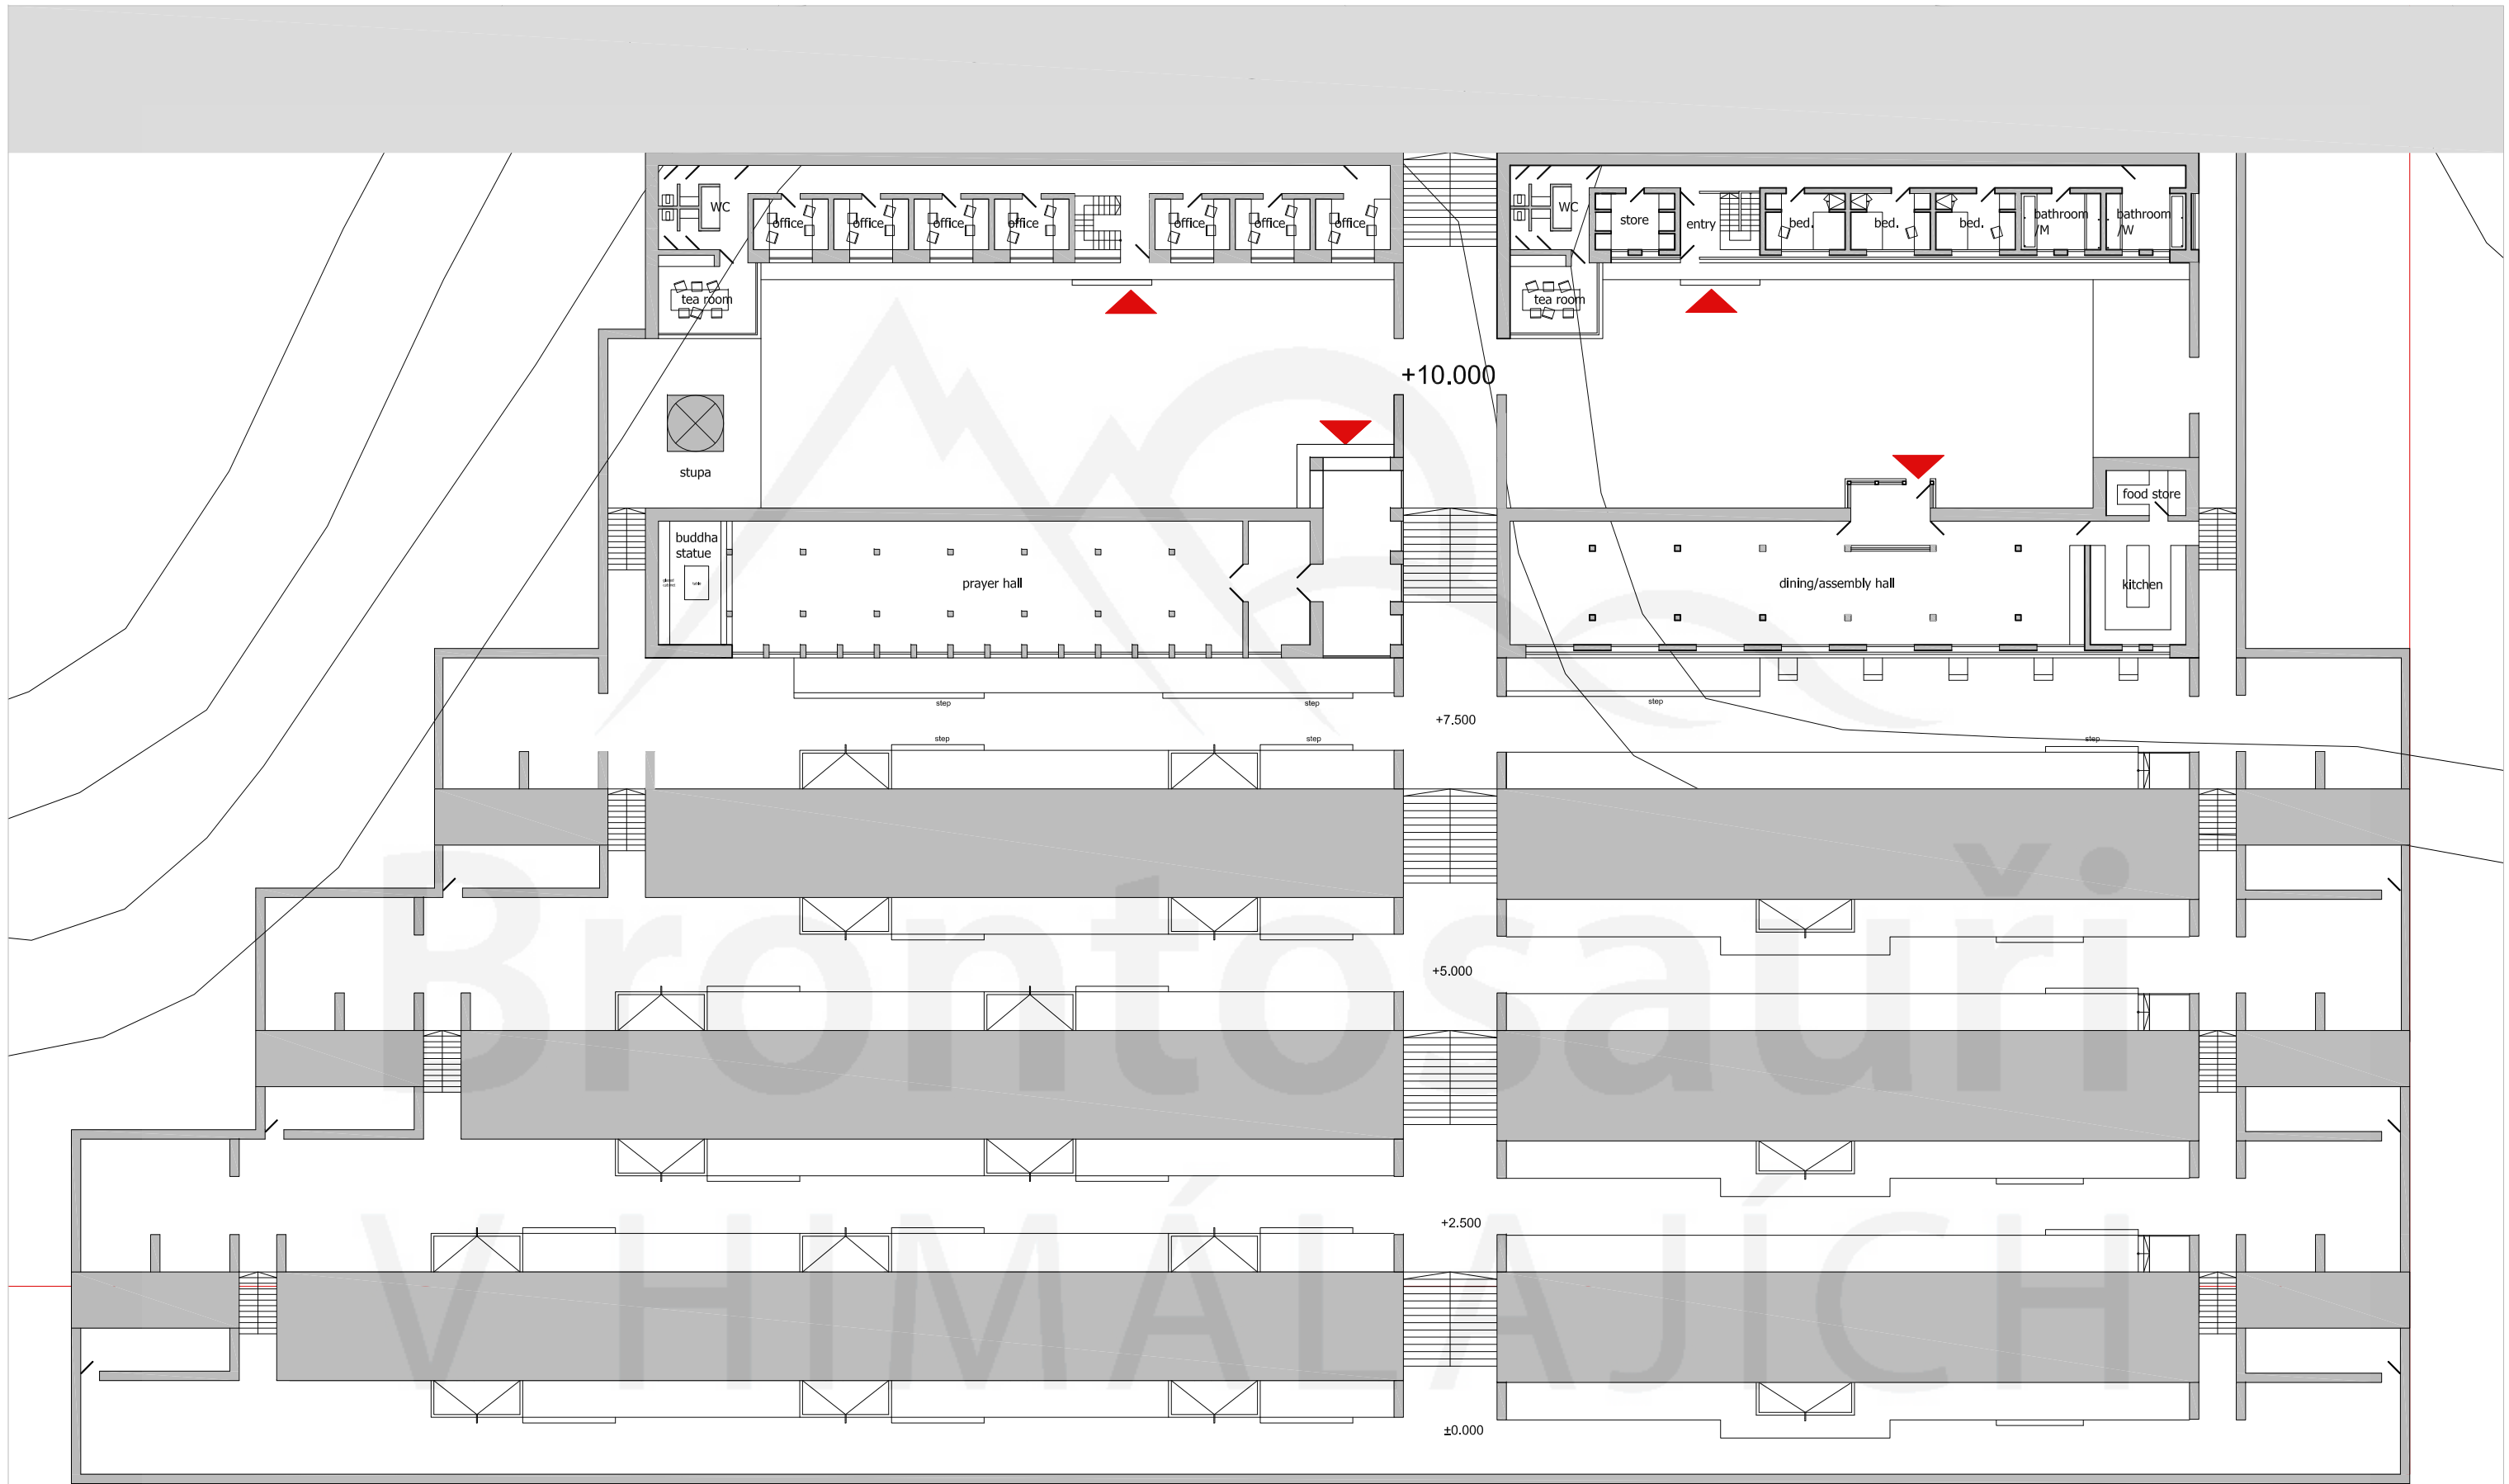 WC
office
office
office
office
office
office
office
WC
store
entry
bed.
bed.
bed.
bathroom
/M
bathroom
/W
tea room
tea room
+10.000
stupa
food store
buddha
statue
table
prayer hall
dining/assembly hall
kitchen
step
step
step
+7.500
step
step
step
Brontosauři
+5.000
V HIMÁLAJÍCH
+2.500
±0.000